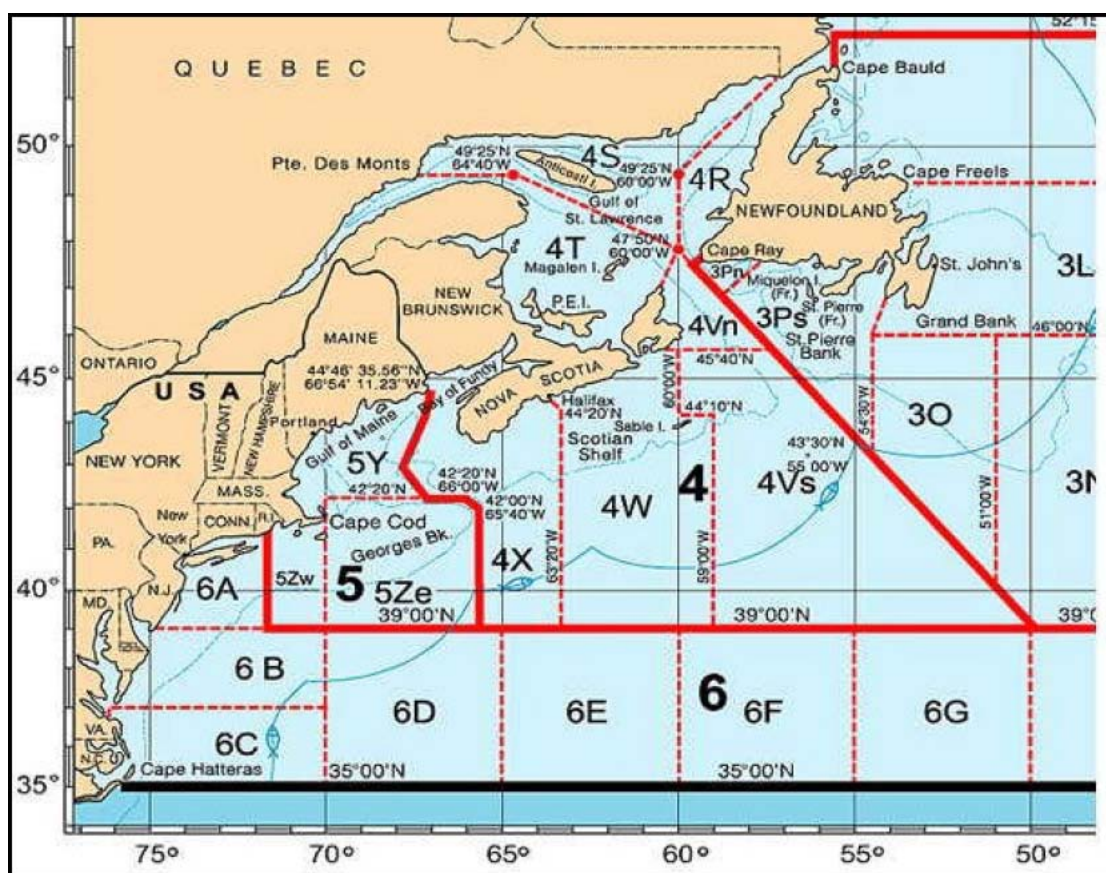 52°15
QUEBEC
Cape Bauld
50°
Pte. Des Monts
49°25'N
64°40'W
4S
Anticosti I.
49°25'N
60°00'W
4R
Cape Freels
Gulf of
St. Lawrence
NEWFOUNDLAND
4T
47°50'N
60°00'W
Magalen I.
Cape Ray
3Pn
Miquelon I.
(Fr.)
St. John's
3L
NEW
BRUNSWICK
P.E.I.
4Vn
3Ps
St. Pierre
(Fr.)
St.Pierre
Bank
Grand Bank
46°00'N
MAINE
ONTARIO
45°40'N
45°
44°46' 35.56"N
66°54' 11.23"W
USA
Bay of Fundy
NOVA SCOTIA
60°00'W
VERMONT
NEW HAMPSHIRE
Portland
Gulf of Maine
Halifax
44°20'N
44°10'N
Sable I.
54°30'W
3O
Scotian
Shelf
43°30'N
55 00'W
NEW YORK
5Y
MASS.
42°20'N
42°20'N
66°00'W
42°00'N
65°40'W
4W
4
4Vs
51°00'W
3N
New
York
CONN.
R.I.
Cape Cod
Georges Bk.
PA.
4X
63°20'W
59°00'W
40°
N.J.
6A
5Zw
5
5Ze
MD.
39°00'N
39°00'N
39°0
6 B
6D
6E
6
6F
6G
VA.
6C
N.C.
Cape Hatteras
35°00'N
35°00'N
35°
75°
70°
65°
60°
55°
50°